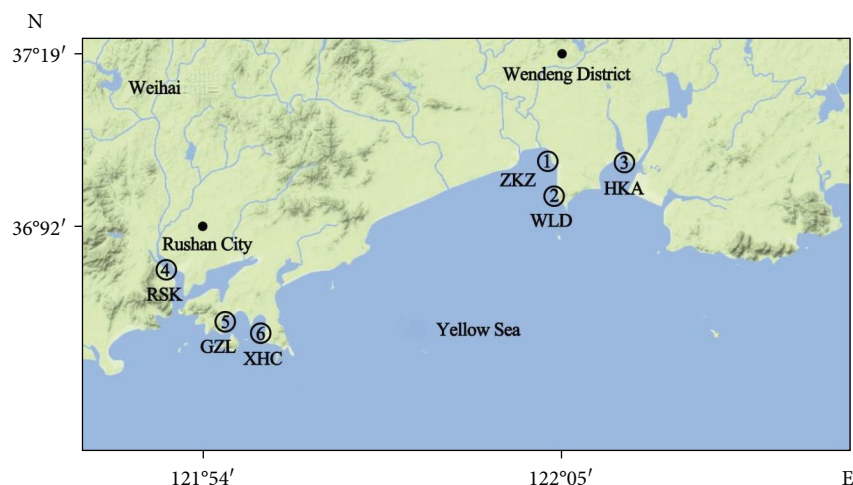 N
37°19′
Weihai
Wendeng District
① ③
ZKZ HKA
② 
WLD
36°92′
Rushan City
④
RSK
⑤ ⑥
GZL XHC
Yellow Sea
121°54′ 122°05′ E